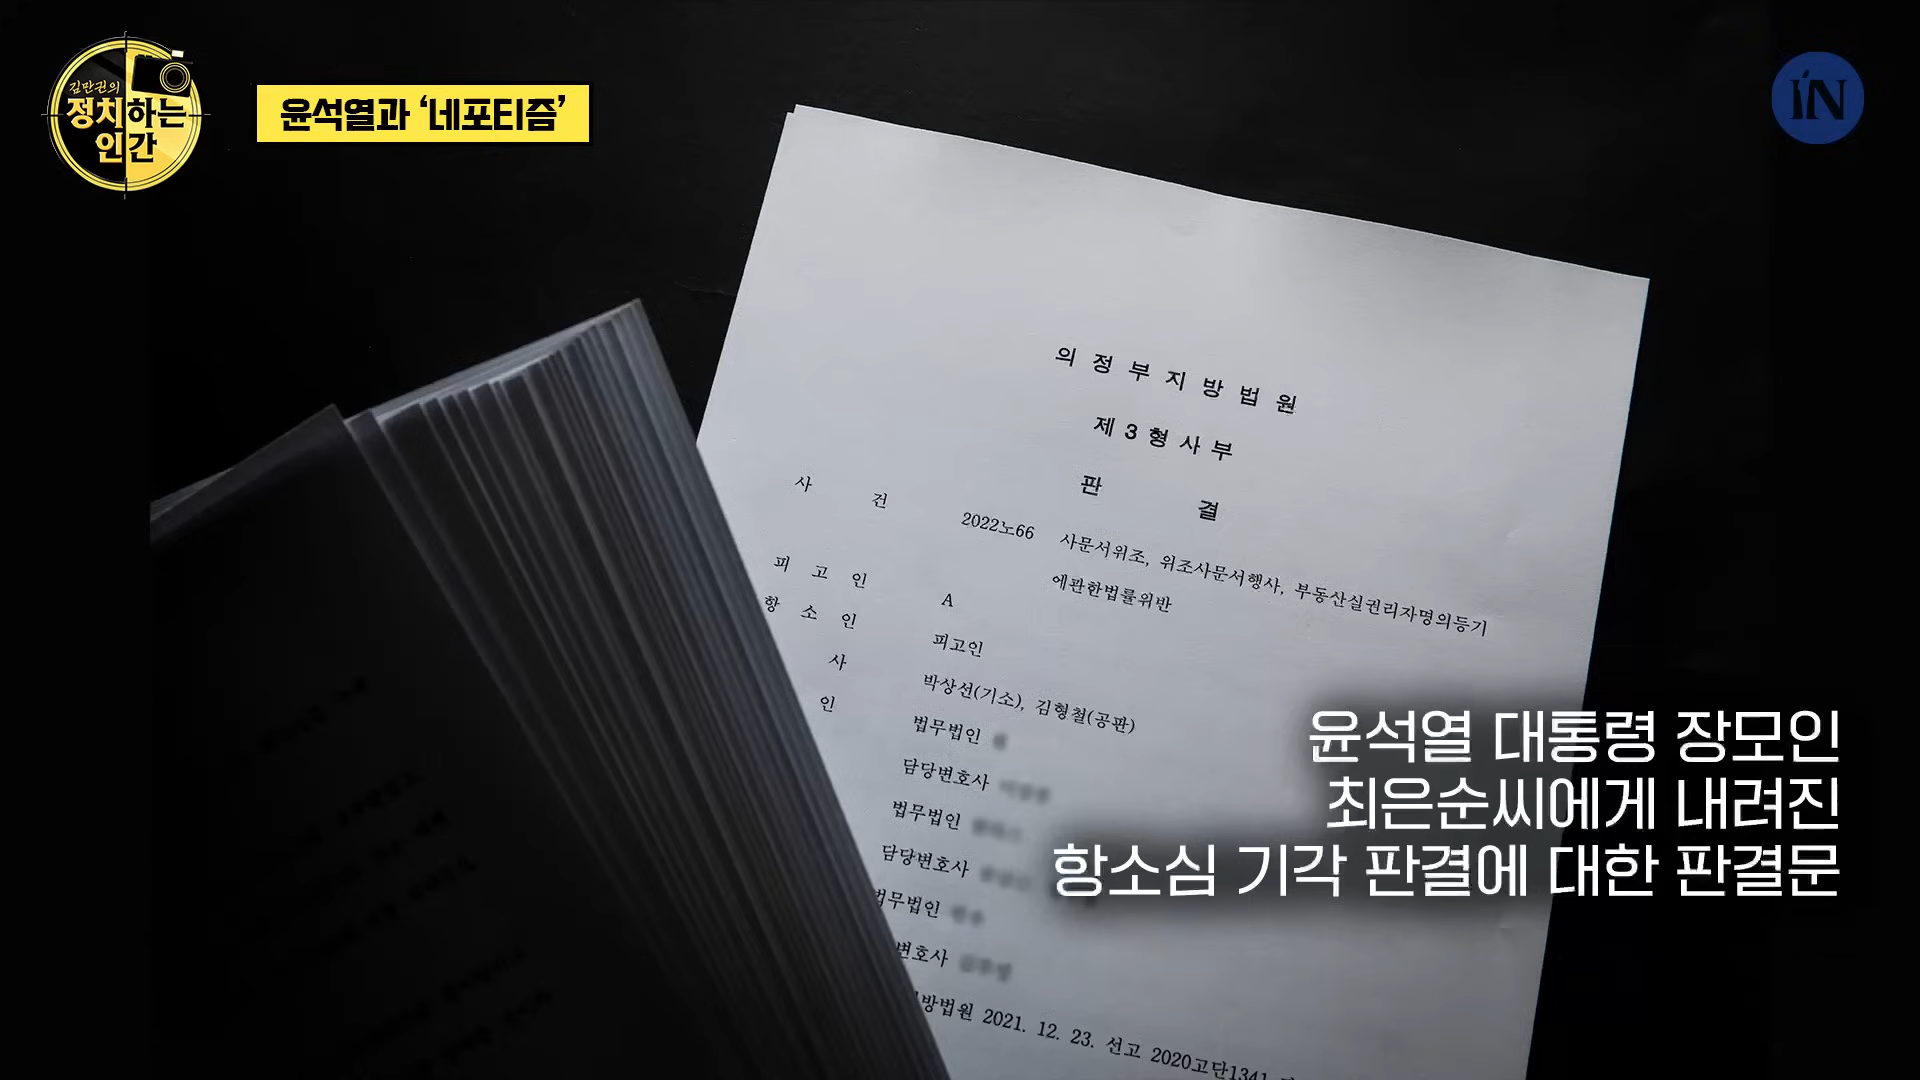 김만권의
정치하는
인간
윤석열과 ‘네포티즘’
IN
의정부지방법원
제3형사부
판 결
사 건 2022노66 사문서위조, 위조사문서행사, 부동산실권리자명의등기
에관한법률위반
피 고 인 A
항 소 인 피고인
사 박상선(기소), 김형철(공판)
인 법무법인
담당변호사
법무법인
담당변호사
법무법인
변호사
방법원 2021. 12. 23. 선고 2020고단1341
윤석열 대통령 장모인
최은순씨에게 내려진
항소심 기각 판결에 대한 판결문